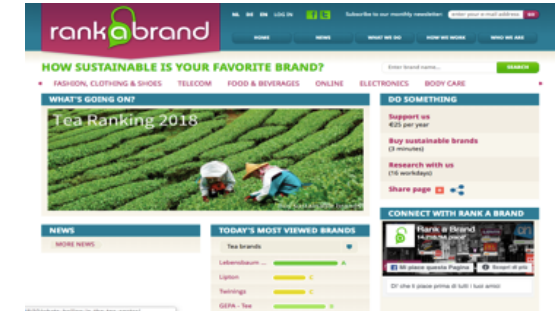 rankabrand
NL DE EN LOG IN
Subscribe to our monthly newsletter: enter your e-mail address
HOME NEWS WHAT WE DO HOW WE WORK WHO WE ARE
HOW SUSTAINABLE IS YOUR FAVORITE BRAND?
Enter brand name... SEARCH
FASHION, CLOTHING & SHOES TELECOM FOOD & BEVERAGES ONLINE ELECTRONICS BODY CARE
WHAT'S GOING ON?
Tea Ranking 2018
DO SOMETHING
Support us
€25 per year
Buy sustainable brands
(3 minutes)
Research with us
(16 workdays)
Share page
CONNECT WITH RANK A BRAND
Rank a Brand
Mi piace questa Pagina Scopri di più
Di' che ti piace prima di tutti i tuoi amici
NEWS
MORE NEWS
TODAY'S MOST VIEWED BRANDS
Tea brands
Lebensbaum ... A
Lipton C
Twinings C
GEPA - Tea B